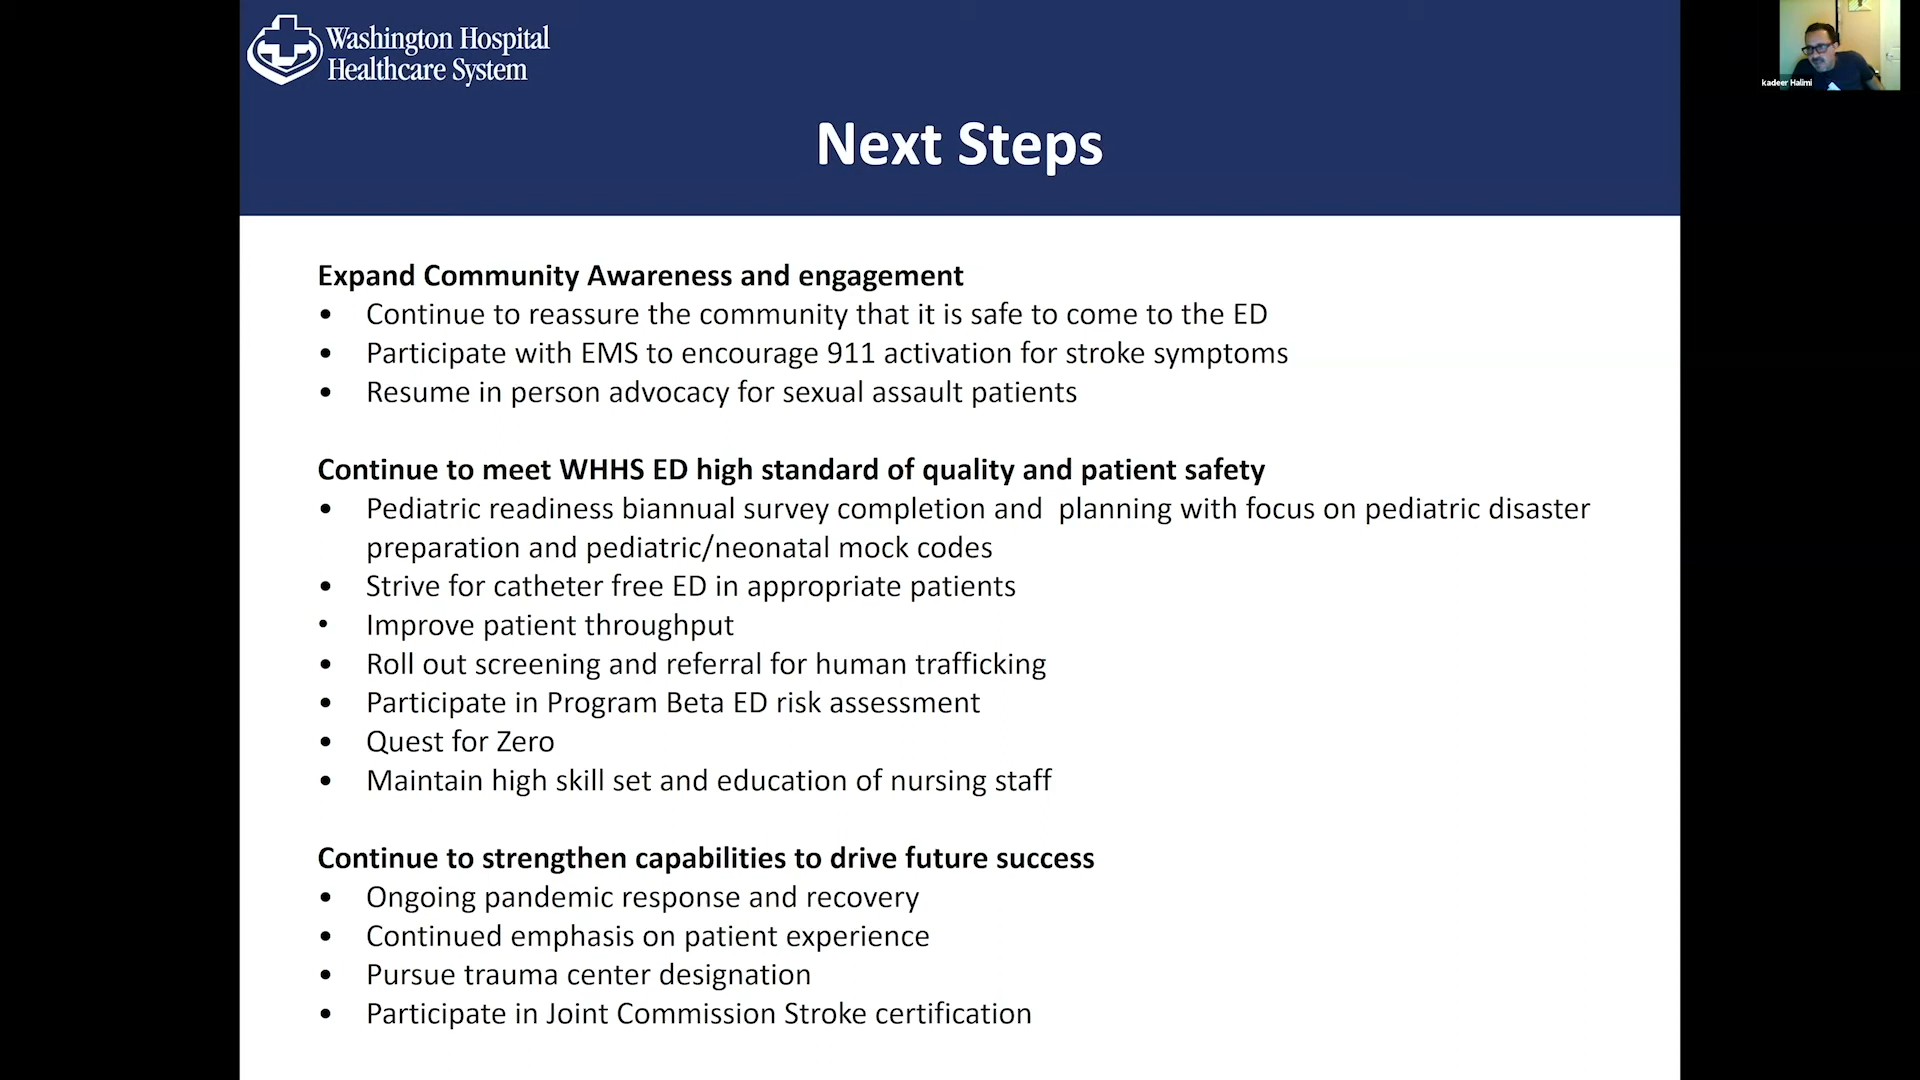 Washington Hospital
Healthcare System
kadeer Halimi
Next Steps
Expand Community Awareness and engagement
• Continue to reassure the community that it is safe to come to the ED
• Participate with EMS to encourage 911 activation for stroke symptoms
• Resume in person advocacy for sexual assault patients
Continue to meet WHHS ED high standard of quality and patient safety
• Pediatric readiness biannual survey completion and  planning with focus on pediatric disaster
preparation and pediatric/neonatal mock codes
• Strive for catheter free ED in appropriate patients
• Improve patient throughput
• Roll out screening and referral for human trafficking
• Participate in Program Beta ED risk assessment
• Quest for Zero
• Maintain high skill set and education of nursing staff
Continue to strengthen capabilities to drive future success
• Ongoing pandemic response and recovery
• Continued emphasis on patient experience
• Pursue trauma center designation
• Participate in Joint Commission Stroke certification